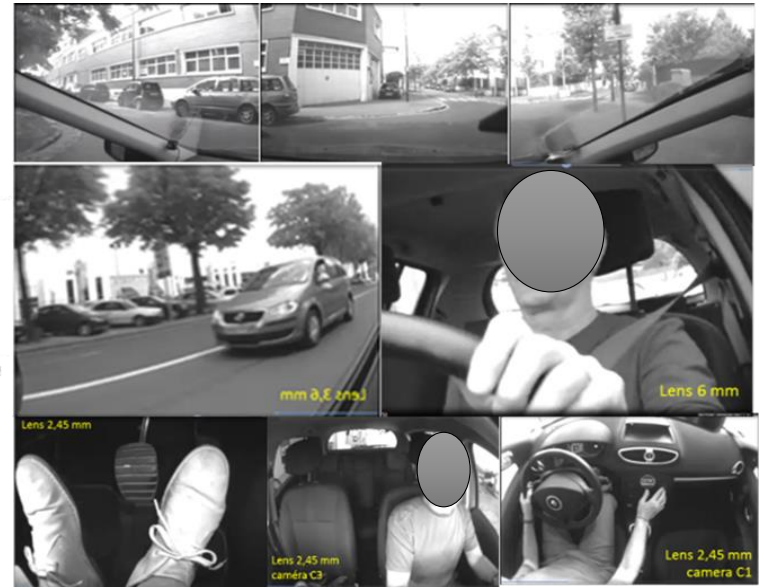 Lens 3,6 mm
Lens 6 mm
Lens 2,45 mm
Lens 2,45 mm
caméra C3
Lens 2,45 mm
camera C1